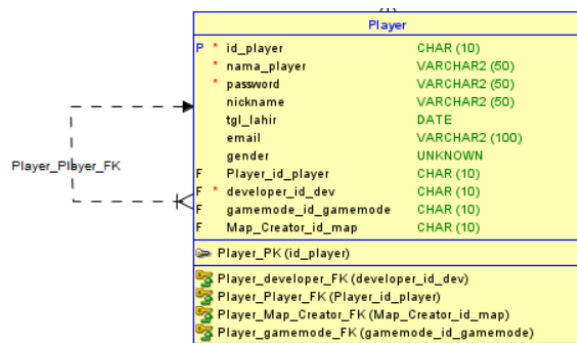 Player
P * id_player CHAR (10)
* nama_player VARCHAR2 (50)
* password VARCHAR2 (50)
nickname VARCHAR2 (50)
tgl_lahir DATE
email VARCHAR2 (100)
gender UNKNOWN
F Player_id_player CHAR (10)
F * developer_id_dev CHAR (10)
F gamemode_id_gamemode CHAR (10)
F Map_Creator_id_map CHAR (10)
Player_PK (id_player)
Player_developer_FK (developer_id_dev)
Player_Player_FK (Player_id_player)
Player_Map_Creator_FK (Map_Creator_id_map)
Player_gamemode_FK (gamemode_id_gamemode)
Player_Player_FK